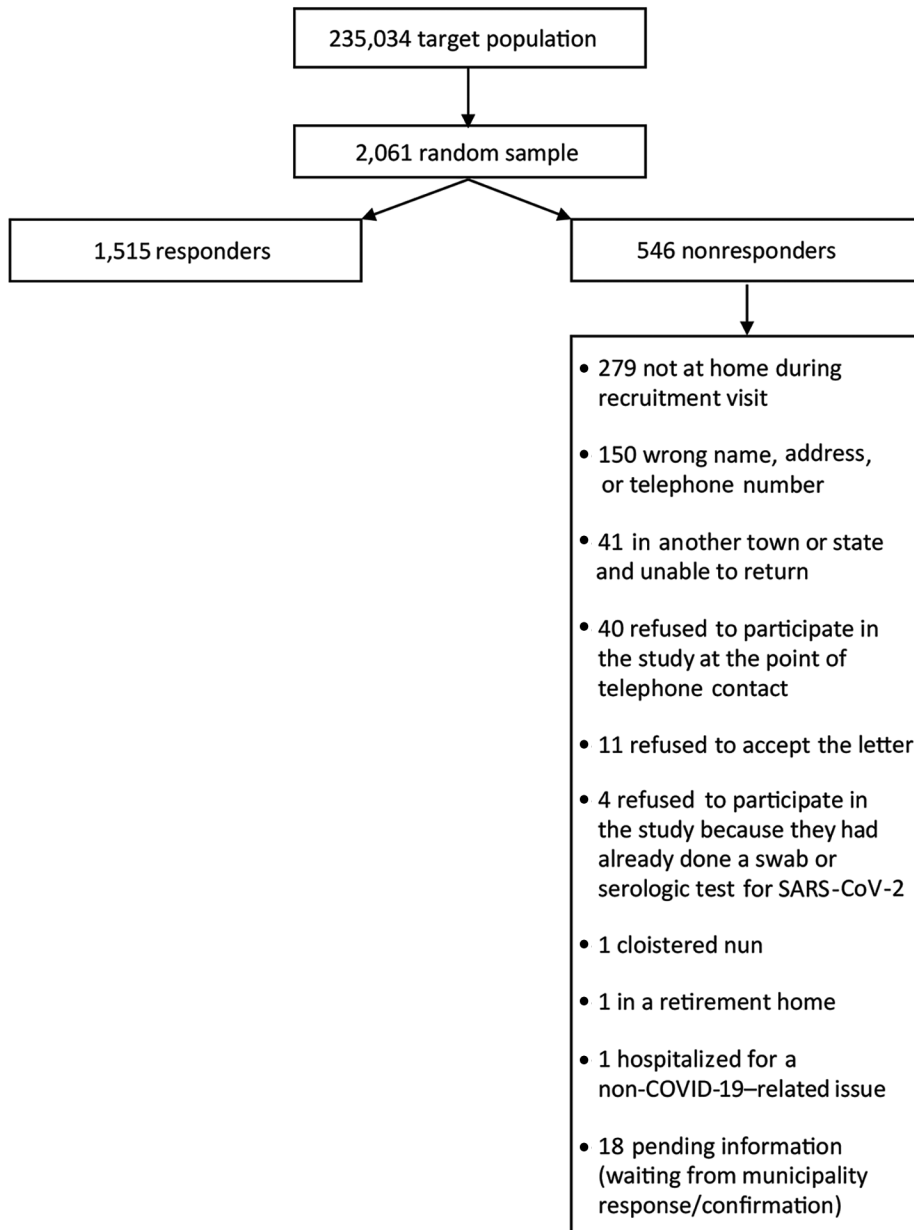 235,034 target population
2,061 random sample
1,515 responders
546 nonresponders
• 279 not at home during
recruitment visit
• 150 wrong name, address,
or telephone number
• 41 in another town or state
and unable to return
• 40 refused to participate in
the study at the point of
telephone contact
• 11 refused to accept the letter
• 4 refused to participate in
the study because they had
already done a swab or
serologic test for SARS-CoV-2
• 1 cloistered nun
• 1 in a retirement home
• 1 hospitalized for a
non-COVID-19–related issue
• 18 pending information
(waiting from municipality
response/confirmation)